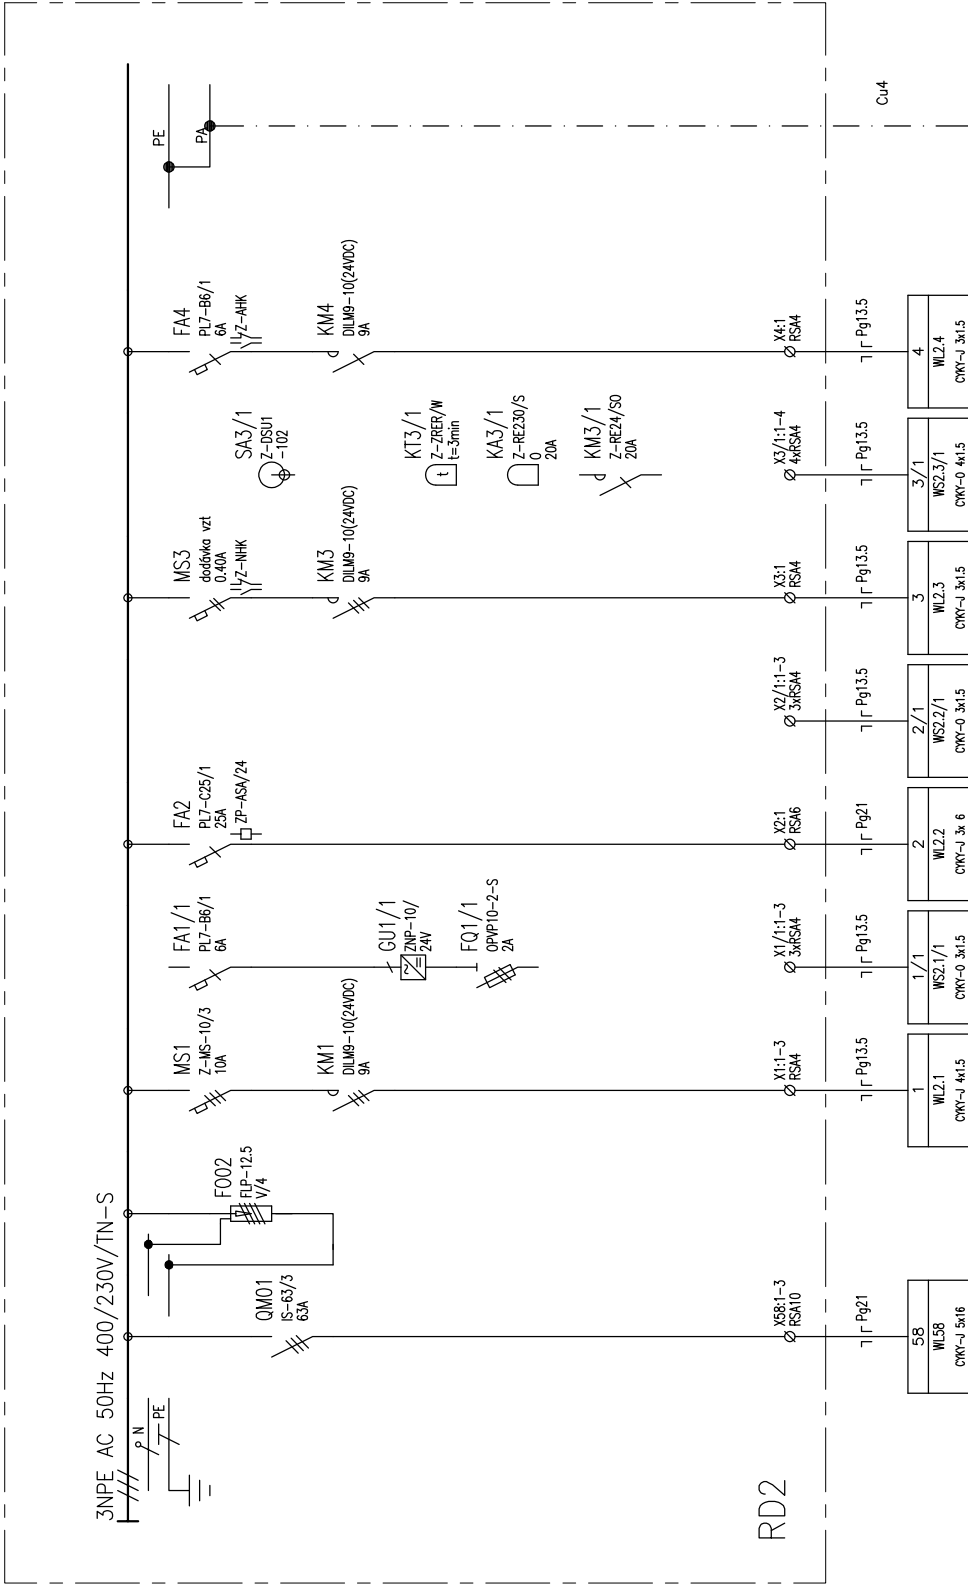 3NPE AC 50Hz 400/230V/TN-S
N
PE
QM01
IS-63/3
63A
X58:1-3
RSA10
Pg21
58
WL58
CYKY-J 5x16
F002
FLP-12.5
V/4
MS1
Z-MS-10/3
10A
KM1
DILM9-10(24VDC)
9A
X1:1-3
RSA4
Pg13.5
1
WL2.1
CYKY-J 4x1.5
FA1/1
PL7-B6/1
6A
GU1/1
ZNP-10/
24V
FQ1/1
OPVP10-2-S
2A
X1/1:1-3
3xRSA4
Pg13.5
1/1
WS2.1/1
CYKY-O 3x1.5
FA2
PL7-C25/1
25A
ZP-ASA/24
X2:1
RSA6
Pg21
2
WL2.2
CYKY-J 3x 6
X2/1:1-3
3xRSA4
Pg13.5
2/1
WS2.2/1
CYKY-O 3x1.5
MS3
dodávka vzt
0.40A
Z-NHK
KM3
DILM9-10(24VDC)
9A
X3:1
RSA4
Pg13.5
3
WL2.3
CYKY-J 3x1.5
SA3/1
Z-DSU1
-102
KT3/1
Z-ZRER/W
t=3min
t
KA3/1
Z-RE230/S
O
20A
KM3/1
Z-RE24/SO
20A
X3/1:1-4
4xRSA4
Pg13.5
3/1
WS2.3/1
CYKY-O 4x1.5
FA4
PL7-B6/1
6A
Z-AHK
KM4
DILM9-10(24VDC)
9A
X4:1
RSA4
Pg13.5
4
WL2.4
CYKY-J 3x1.5
PE
PA
Cu4
RD2